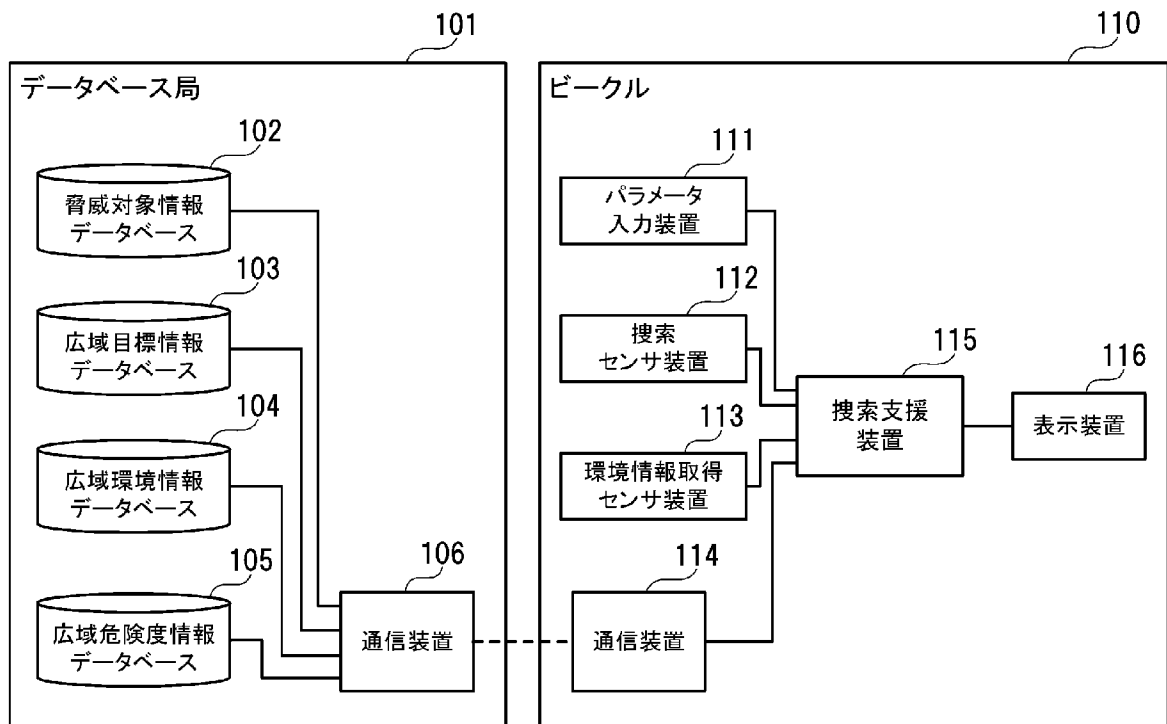 101
データベース局
102
脅威対象情報
データベース
103
広域目標情報
データベース
104
広域環境情報
データベース
105
広域危険度情報
データベース
106
通信装置
110
ビークル
111
パラメータ
入力装置
112
捜索
センサ装置
113
環境情報取得
センサ装置
114
通信装置
115
捜索支援
装置
116
表示装置